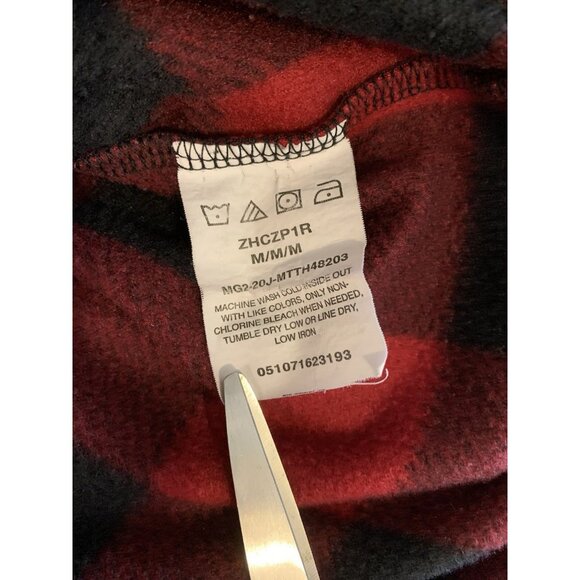 ZHCZP1R
M/M/M
MG2-20J-MTTH48203
MACHINE WASH COLD INSIDE OUT
WITH LIKE COLORS, ONLY NON-
CHLORINE BLEACH WHEN NEEDED,
TUMBLE DRY LOW OR LINE DRY,
LOW IRON
051071623193